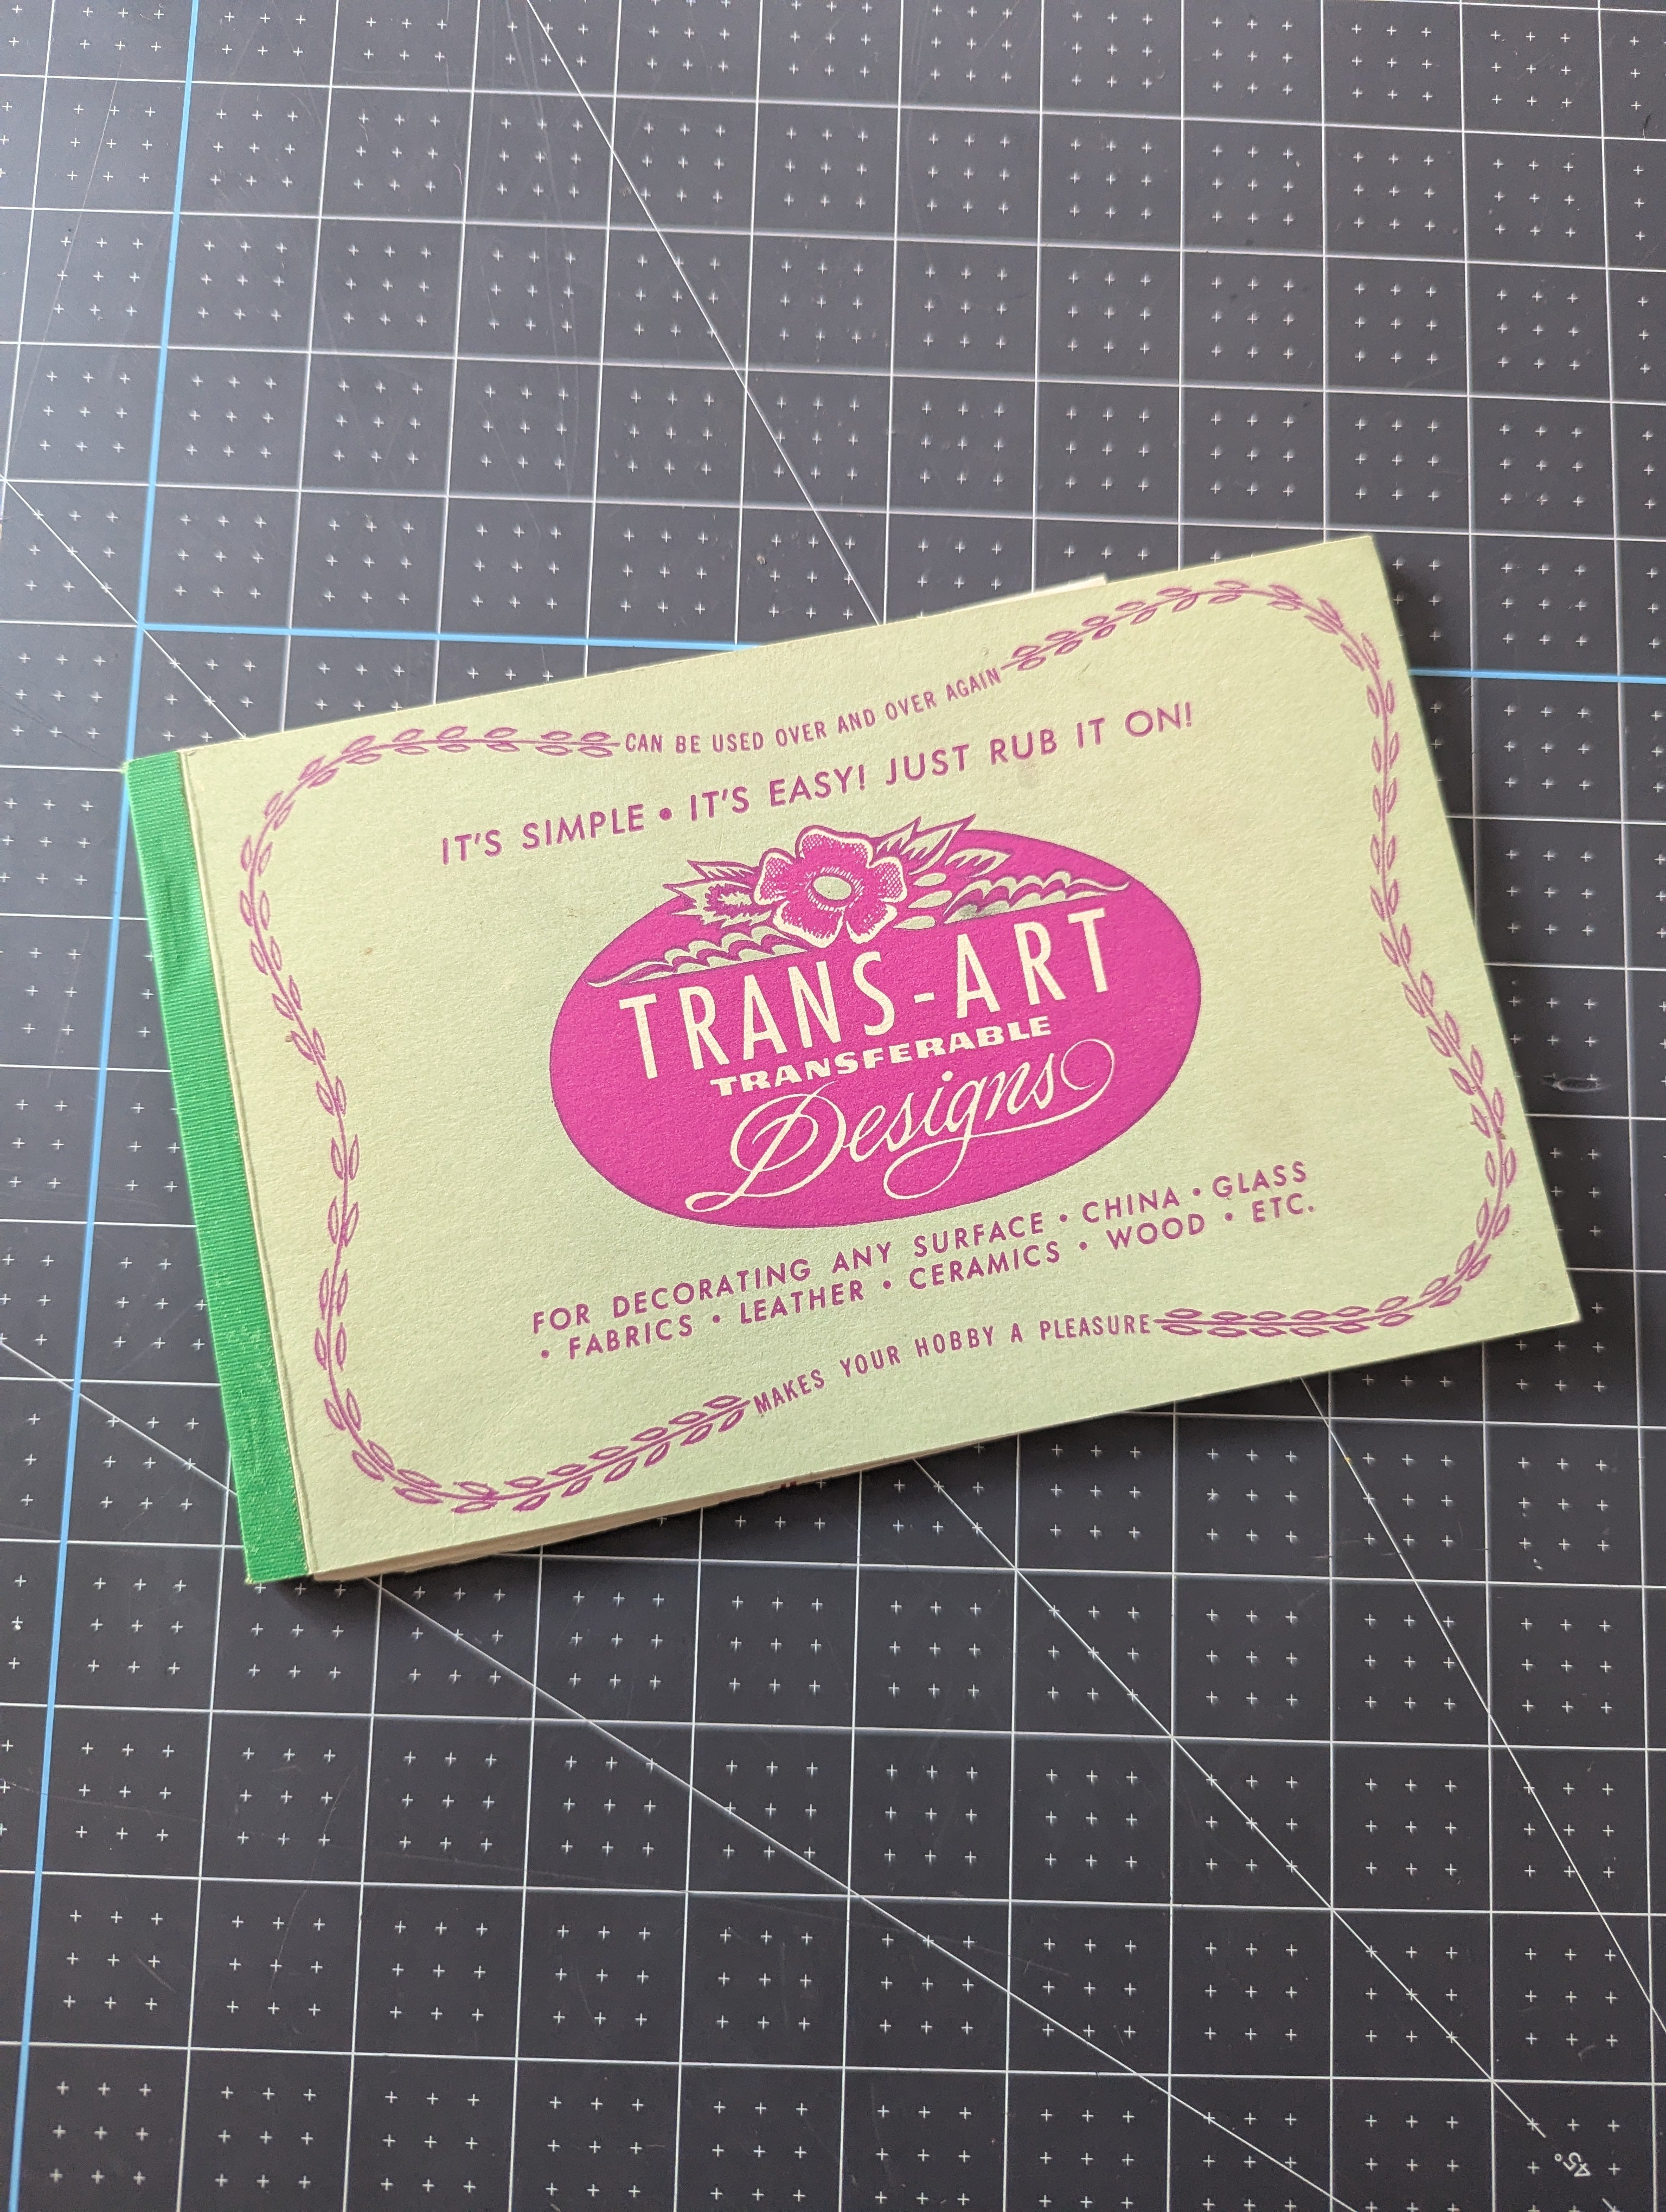 CAN BE USED OVER AND OVER AGAIN
IT'S SIMPLE • IT'S EASY! JUST RUB IT ON!
TRANS-ART
TRANSFERABLE
Designs
FOR DECORATING ANY SURFACE • CHINA • GLASS
• FABRICS • LEATHER • CERAMICS • WOOD • ETC.
MAKES YOUR HOBBY A PLEASURE
45°